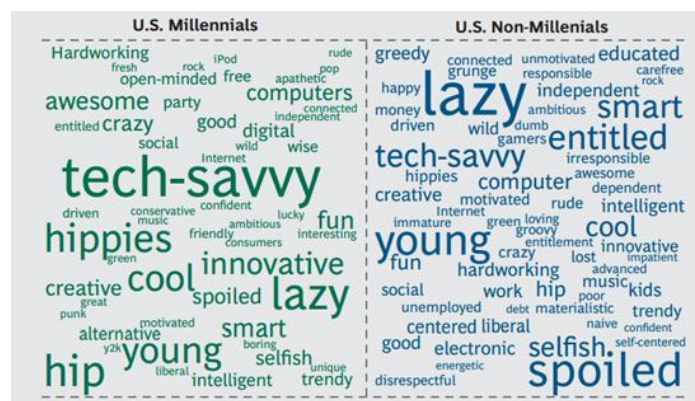 U.S. Millennials
Hardworking iPod rude
fresh rock pop
open-minded free apathetic
computers
awesome party connected
independent
entitled crazy good digital
social wild wise
Internet
tech-savvy
driven conservative confident lucky fun
music ambitious
hippies friendly interesting
consumers
green
innovative
creative cool
great spoiled lazy
punk
motivated smart
alternative
y2k young boring
selfish
liberal unique
hip intelligent trendy
U.S. Non-Millenials
greedy connected unmotivated educated
grunge responsible carefree
rock
happy lazy independent
money ambitious smart
driven wild dumb
gamers entitled
tech-savvy irresponsible
hippies awesome
creative computer dependent
motivated rude intelligent
Internet
immature green loving cool
groovy
young entitlement innovative
crazy lost impatient
fun hardworking advanced
music
social work hip poor kids
unemployed debt materialistic trendy
centered liberal naive confident
good electronic selfish self-centered
energetic
disrespectful spoiled